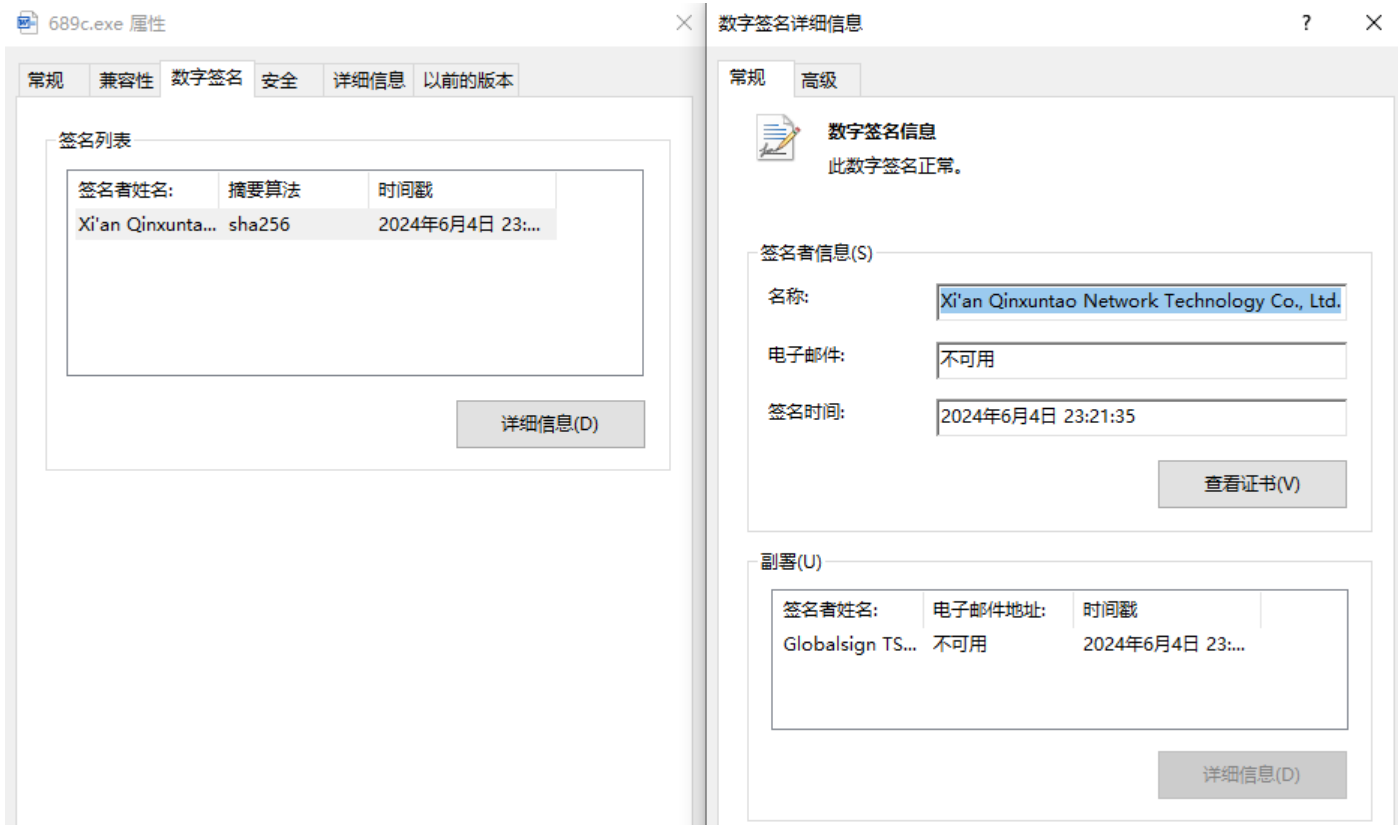 689c.exe 属性
常规 兼容性 数字签名 安全 详细信息 以前的版本
签名列表
签名者姓名: 摘要算法 时间戳
Xi'an Qinxunta... sha256 2024年6月4日 23:...
详细信息(D)
数字签名详细信息 ?
常规 高级
数字签名信息
此数字签名正常。
签名者信息(S)
名称: Xi'an Qinxuntao Network Technology Co., Ltd.
电子邮件: 不可用
签名时间: 2024年6月4日 23:21:35
查看证书(V)
副署(U)
签名者姓名: 电子邮件地址: 时间戳
Globalsign TS... 不可用 2024年6月4日 23:...
详细信息(D)